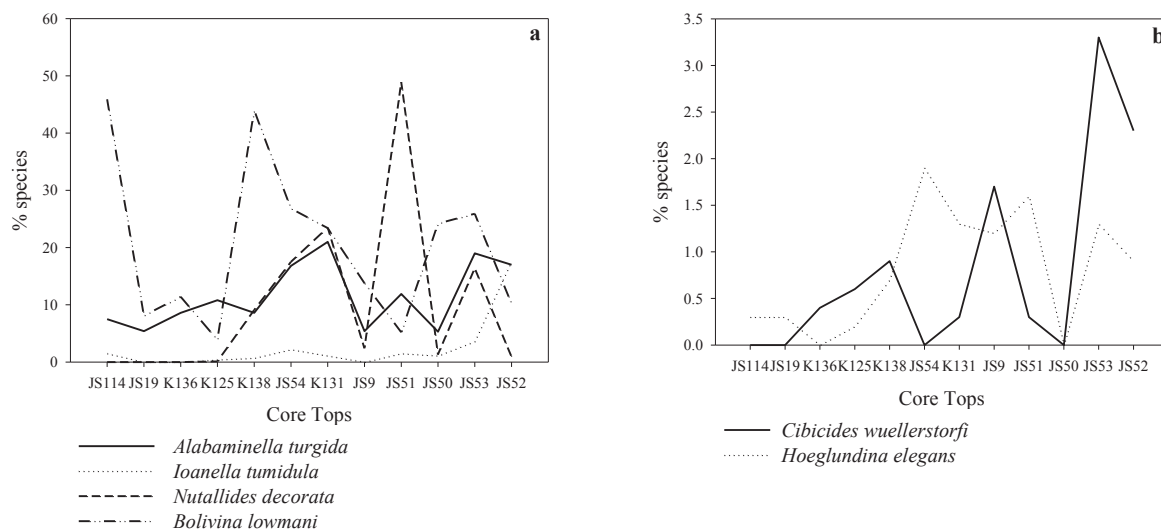 a
60
50
40
30
20
10
0
% species
JS114 JS19 K136 K125 K138 JS54 K131 JS9 JS51 JS50 JS53 JS52
Core Tops
Alabaminella turgida
Ioanella tumidula
Nutallides decorata
Bolivina lowmani
b
3.5
3.0
2.5
2.0
1.5
1.0
0.5
0.0
% species
JS114 JS19 K136 K125 K138 JS54 K131 JS9 JS51 JS50 JS53 JS52
Core Tops
Cibicides wuellerstorfi
Hoeglundina elegans